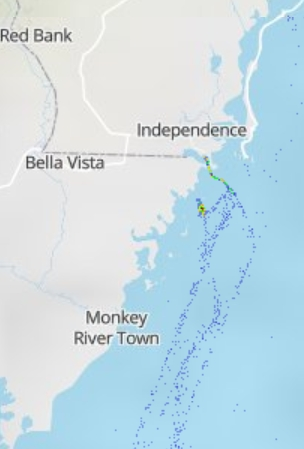 Red Bank
Independence
Bella Vista
Monkey
River Town